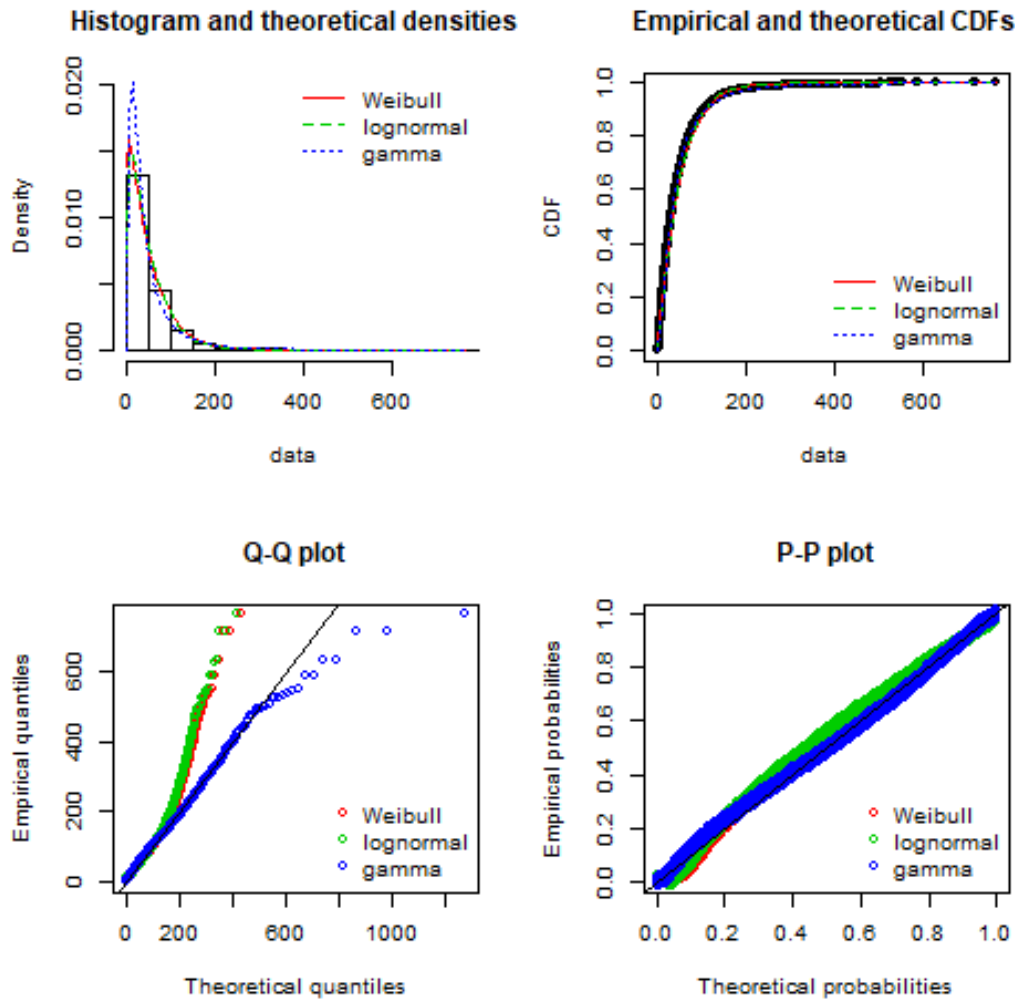 Histogram and theoretical densities
Density
0.000
0.010
0.020
Weibull
lognormal
gamma
0
200
400
600
data
Empirical and theoretical CDFs
CDF
0.0
0.2
0.4
0.6
0.8
1.0
Weibull
lognormal
gamma
0
200
400
600
data
Q-Q plot
Empirical quantiles
0
200
400
600
Weibull
lognormal
gamma
0
200
600
1000
Theoretical quantiles
P-P plot
Empirical probabilities
0.0
0.2
0.4
0.6
0.8
1.0
Weibull
lognormal
gamma
0.0
0.2
0.4
0.6
0.8
1.0
Theoretical probabilities